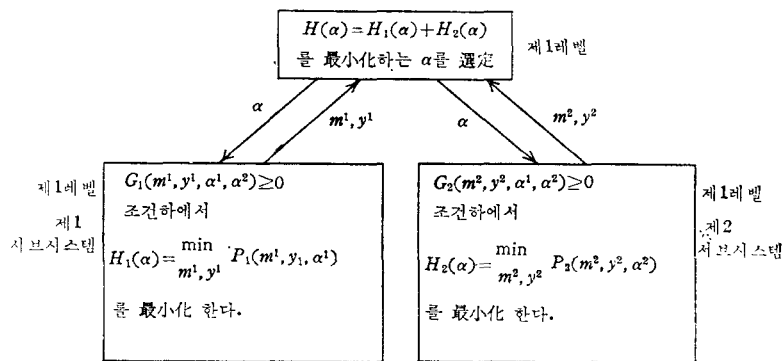 H(α)=H₁(α)+H₂(α)
를 最小化하는 α를 選定
제1레벨
α
m¹, y¹
α
m², y²
제1레벨
제1
서브시스템
G₁(m¹, y¹, α¹, α²)≥0
조건하에서
H₁(α)= min P₁(m¹, y₁, α¹)
m¹, y¹
를 最小化 한다.
G₂(m², y², α¹, α²)≥0
조건하에서
H₂(α)= min P₂(m², y², α²)
m², y²
를 最小化 한다.
제1레벨
제2
서브시스템